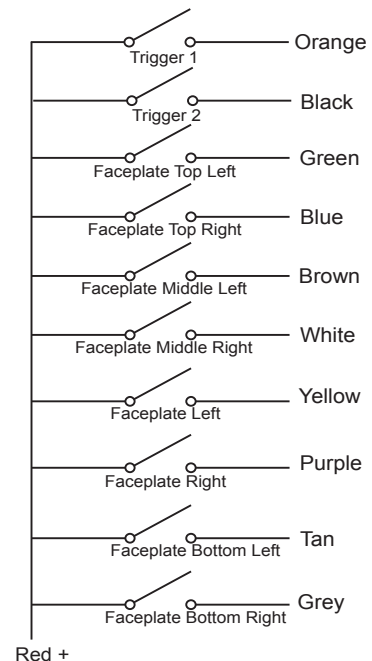 Orange
Trigger 1
Black
Trigger 2
Green
Faceplate Top Left
Blue
Faceplate Top Right
Brown
Faceplate Middle Left
White
Faceplate Middle Right
Yellow
Faceplate Left
Purple
Faceplate Right
Tan
Faceplate Bottom Left
Grey
Faceplate Bottom Right
Red +